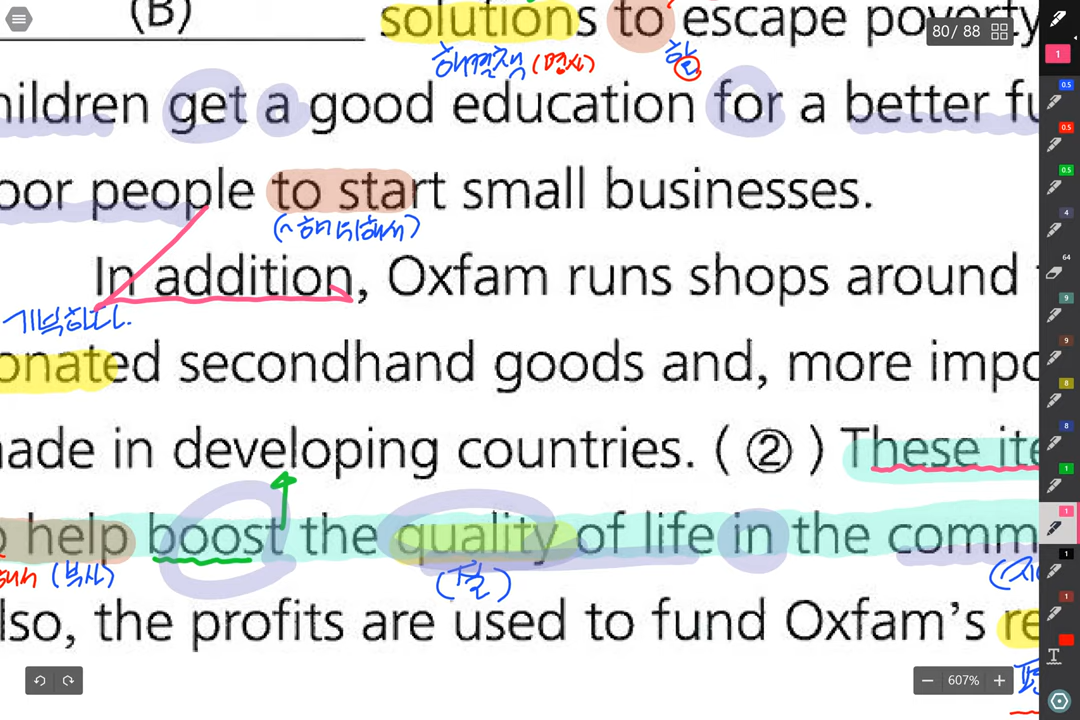 (B) solutions to escape poverty
80/ 88
해결책 (명사) 할
hildren get a good education for a better fu
oor people to start small businesses.
(~하기 위해서)
In addition, Oxfam runs shops around
기부하다.
onated secondhand goods and, more impo
made in developing countries. ( ② ) These ite
help boost the quality of life in the comm
(부사) (질)
lso, the profits are used to fund Oxfam's re
607%